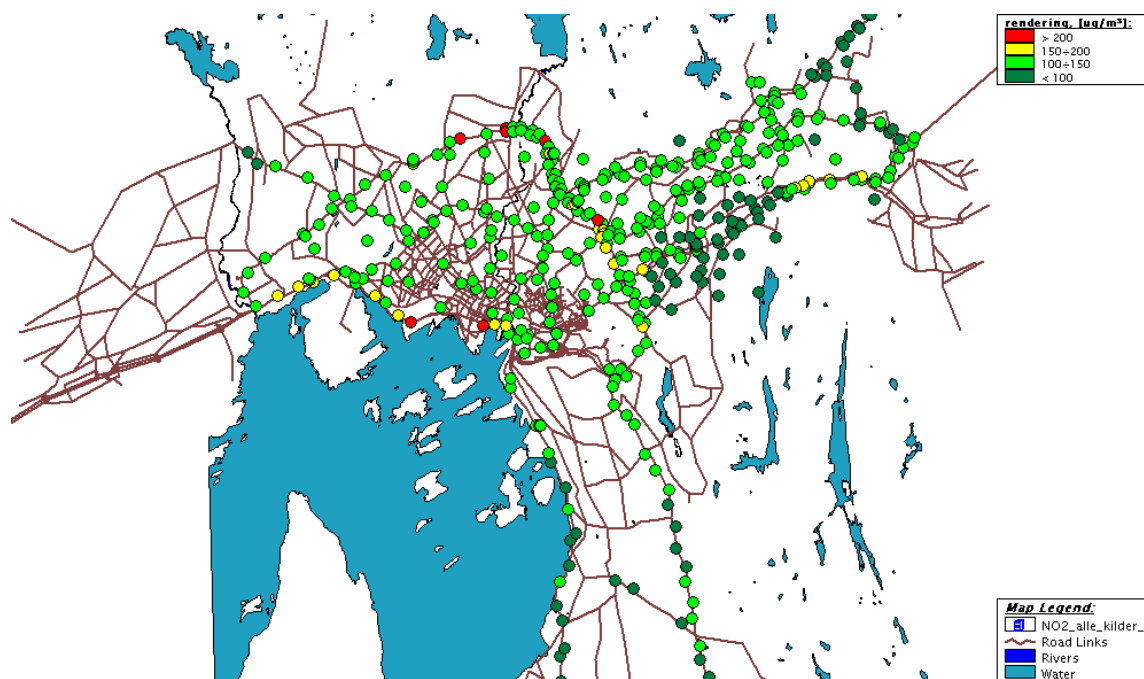 rendering, [ug/m³]:
> 200
150÷200
100÷150
< 100
Map Legend:
NO2_alle_kilder_
Road Links
Rivers
Water